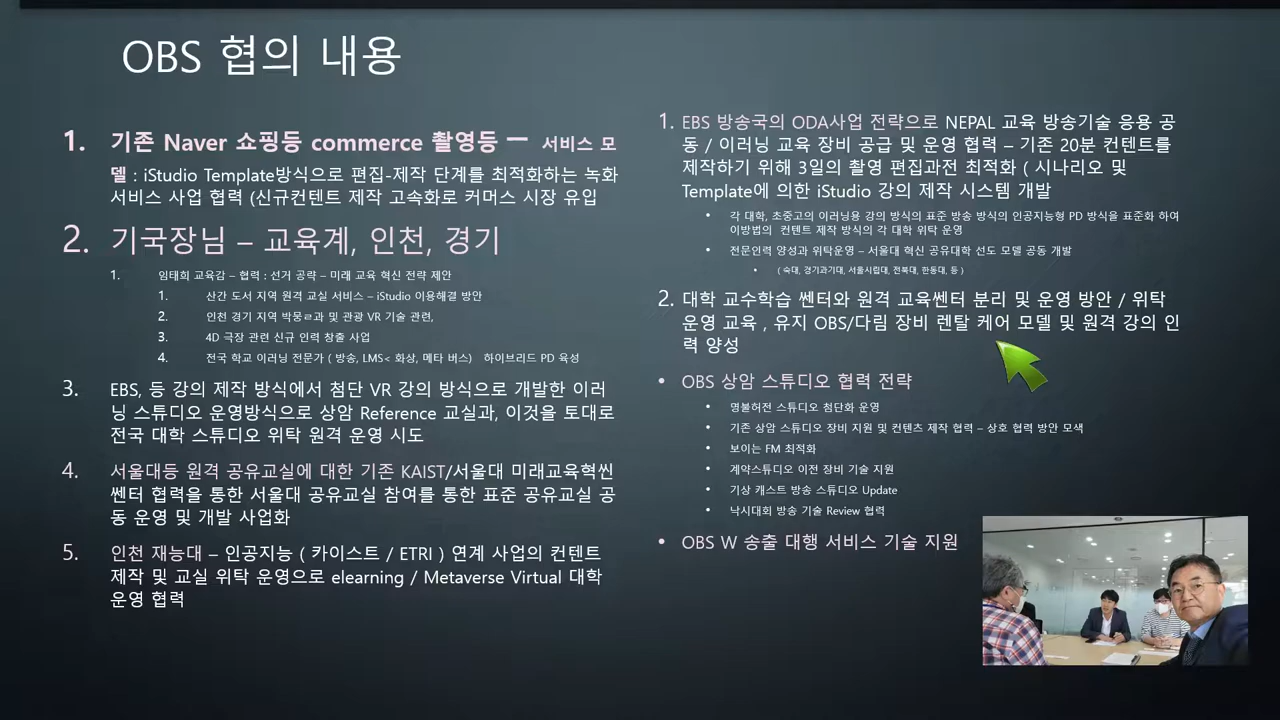 OBS 협의 내용
1. 기존 Naver 쇼핑등 commerce 촬영등 ㅡ 서비스 모
델 : iStudio Template방식으로 편집-제작 단계를 최적화하는 녹화
서비스 사업 협력 (신규컨텐트 제작 고속화로 커머스 시장 유입
2. 기국장님 – 교육계, 인천, 경기
1. 임태희 교육감 – 협력 : 선거 공략 – 미래 교육 혁신 전략 제안
1. 산간 도서 지역 원격 교실 서비스 – iStudio 이용해결 방안
2. 인천 경기 지역 박뭉ㄹ과 및 관광 VR 기술 관련,
3. 4D 극장 관련 신규 인력 창출 사업
4. 전국 학교 이러닝 전문가 ( 방송, LMS< 화상, 메타 버스) 하이브리드 PD 육성
3. EBS, 등 강의 제작 방식에서 첨단 VR 강의 방식으로 개발한 이러
닝 스튜디오 운영방식으로 상암 Reference 교실과, 이것을 토대로
전국 대학 스튜디오 위탁 원격 운영 시도
4. 서울대등 원격 공유교실에 대한 기존 KAIST/서울대 미래교육혁씬
쎈터 협력을 통한 서울대 공유교실 참여를 통한 표준 공유교실 공
동 운영 및 개발 사업화
5. 인천 재능대 – 인공지능 ( 카이스트 / ETRI ) 연계 사업의 컨텐트
제작 및 교실 위탁 운영으로 elearning / Metaverse Virtual 대학
운영 협력
1. EBS 방송국의 ODA사업 전략으로 NEPAL 교육 방송기술 응용 공
동 / 이러닝 교육 장비 공급 및 운영 협력 – 기존 20분 컨텐트를
제작하기 위해 3일의 촬영 편집과전 최적화 ( 시나리오 및
Template에 의한 iStudio 강의 제작 시스템 개발
• 각 대학, 초중고의 이러닝용 강의 방식의 표준 방송 방식의 인공지능형 PD 방식을 표준화 하여
이방법의 컨텐트 제작 방식의 각 대학 위탁 운영
• 전문인력 양성과 위탁운영 – 서울대 혁신 공유대학 선도 모델 공동 개발
• ( 숙대, 경기과기대, 서울시립대, 전북대, 한동대, 등 )
2. 대학 교수학습 쎈터와 원격 교육쎈터 분리 및 운영 방안 / 위탁
운영 교육 , 유지 OBS/다림 장비 렌탈 케어 모델 및 원격 강의 인
력 양성
• OBS 상암 스튜디오 협력 전략
• 명불허전 스튜디오 첨단화 운영
• 기존 상암 스튜디오 장비 지원 및 컨텐츠 제작 협력 – 상호 협력 방안 모색
• 보이는 FM 최적화
• 계약스튜디오 이전 장비 기술 지원
• 기상 캐스트 방송 스튜디오 Update
• 낚시대회 방송 기술 Review 협력
• OBS W 송출 대행 서비스 기술 지원